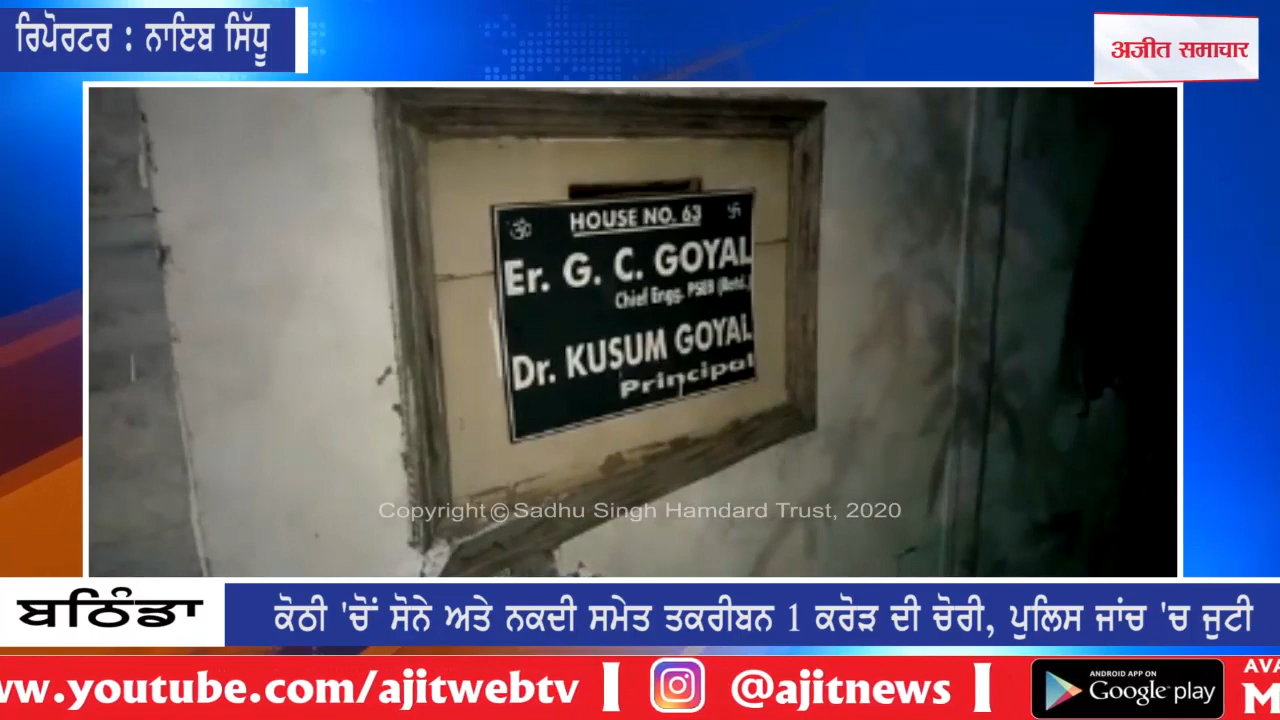 ਰਿਪੋਰਟਰ : ਨਾਇਬ ਸਿੱਧੂ
अजीत समाचार
ॐ HOUSE NO. 63 卐
Er. G. C. GOYAL
Chief Engg. PSEB (Retd.)
Dr. KUSUM GOYAL
Principal
Copyright © Sadhu Singh Hamdard Trust, 2020
ਬਠਿੰਡਾ
ਕੋਠੀ 'ਚੋਂ ਸੋਨੇ ਅਤੇ ਨਕਦੀ ਸਮੇਤ ਤਕਰੀਬਨ 1 ਕਰੋੜ ਦੀ ਚੋਰੀ, ਪੁਲਿਸ ਜਾਂਚ 'ਚ ਜੁਟੀ
ww.youtube.com/ajitwebtv @ajitnews
ANDROID APP ON
Google play